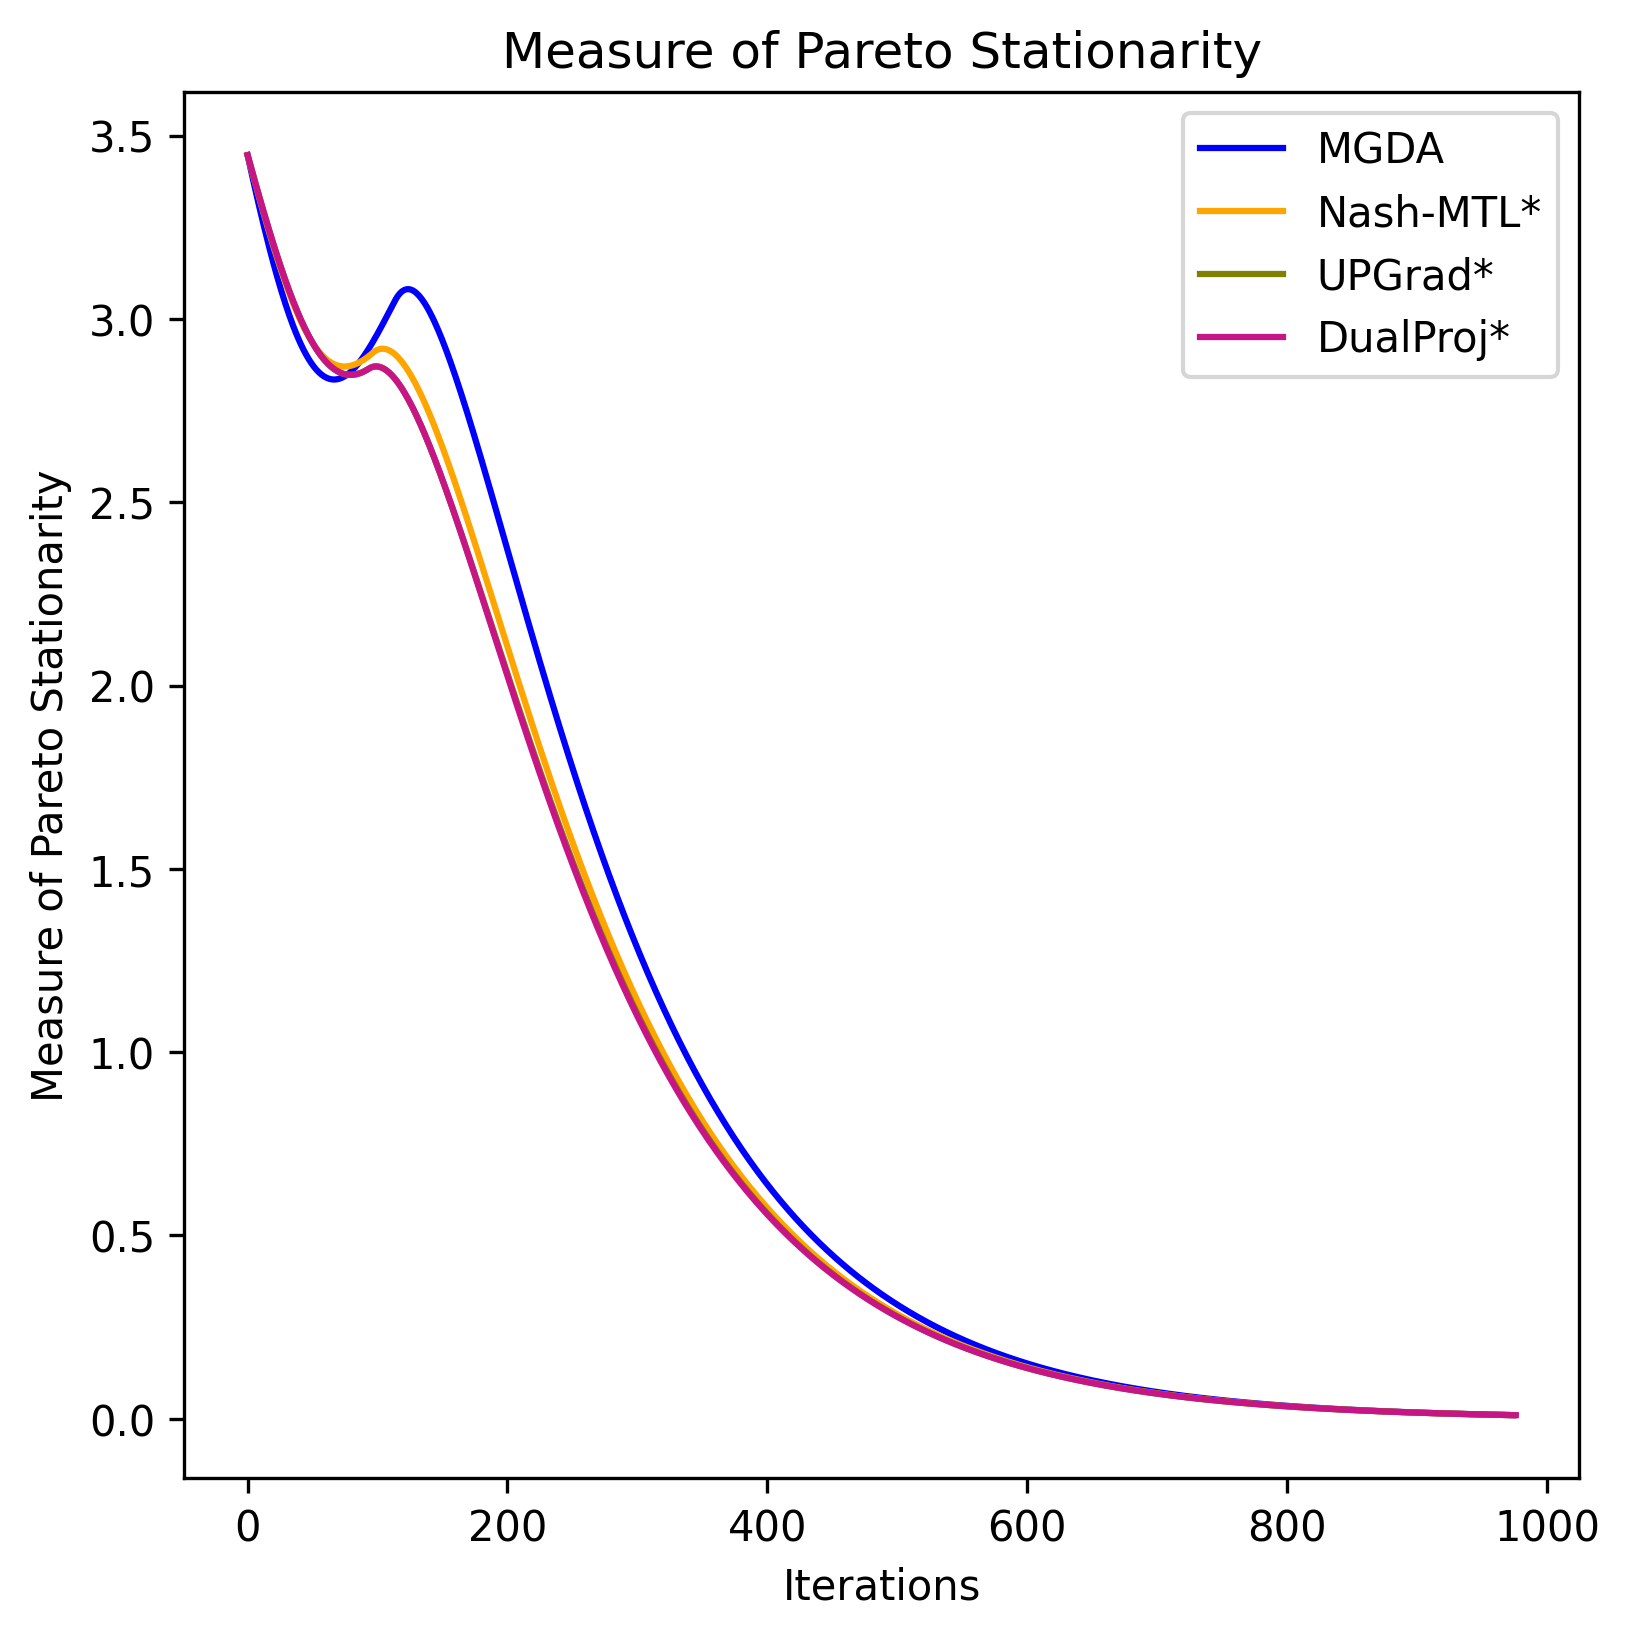 Measure of Pareto Stationarity
Measure of Pareto Stationarity
3.5
3.0
2.5
2.0
1.5
1.0
0.5
0.0
MGDA
Nash-MTL*
UPGrad*
DualProj*
0 200 400 600 800 1000
Iterations